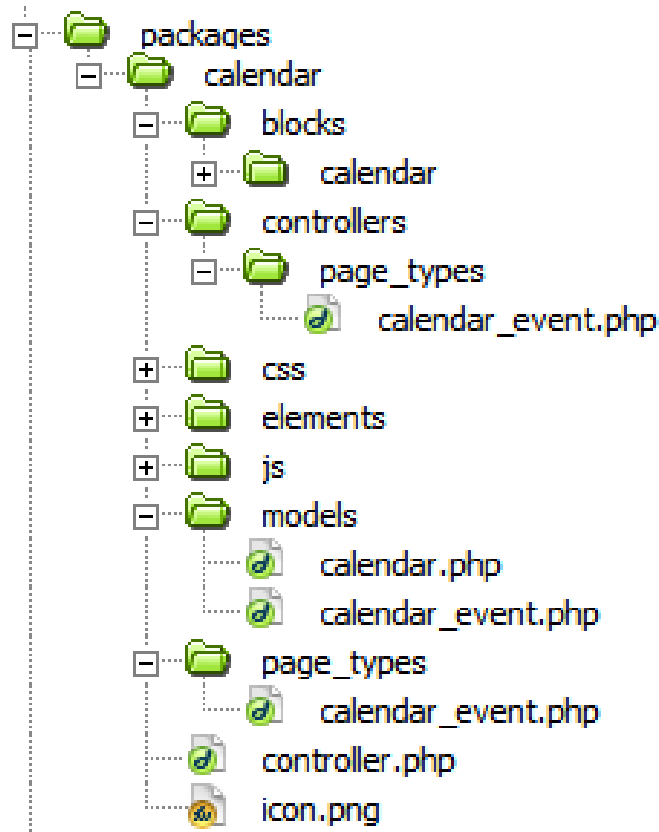 packages
calendar
blocks
calendar
controllers
page_types
calendar_event.php
css
elements
js
models
calendar.php
calendar_event.php
page_types
calendar_event.php
controller.php
icon.png